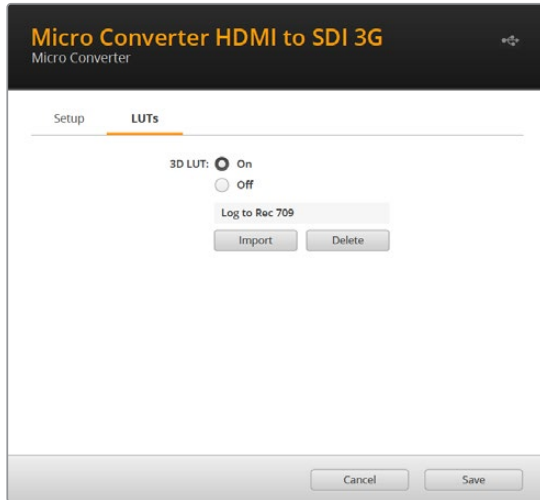 Micro Converter HDMI to SDI 3G
Micro Converter
Setup LUTs
3D LUT: On
Off
Log to Rec 709
Import Delete
Cancel Save